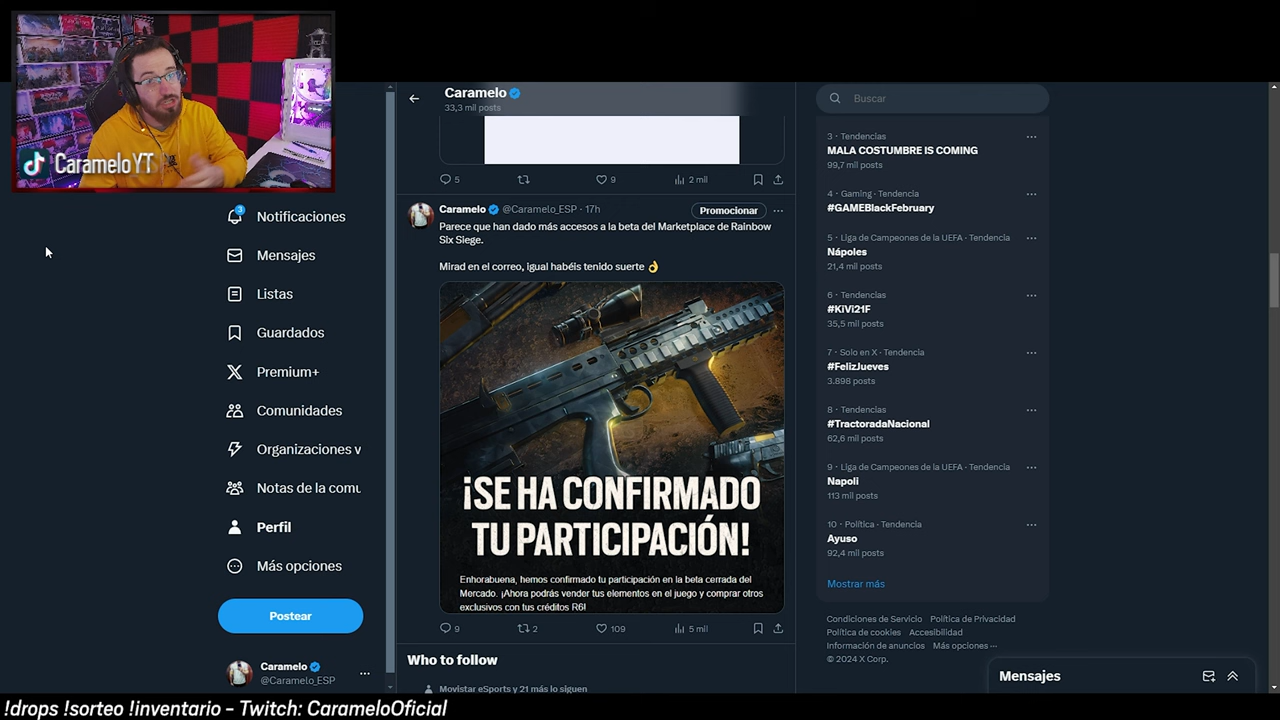 CarameloYT
Notificaciones
3
Mensajes
Listas
Guardados
Premium+
Comunidades
Organizaciones v
Notas de la comu
Perfil
Más opciones
Postear
Caramelo
@Caramelo_ESP
Caramelo
33,3 mil posts
5
9
2 mil
Caramelo @Caramelo_ESP · 17h
Promocionar
Parece que han dado más accesos a la beta del Marketplace de Rainbow
Six Siege.
Mirad en el correo, igual habéis tenido suerte 👌
¡SE HA CONFIRMADO
TU PARTICIPACIÓN!
Enhorabuena, hemos confirmado tu participación en la beta cerrada del
Mercado. ¡Ahora podrás vender tus elementos en el juego y comprar otros
exclusivos con tus créditos R6!
9
2
109
5 mil
Who to follow
Movistar eSports y 21 más lo siguen
Buscar
3 · Tendencias
MALA COSTUMBRE IS COMING
99,7 mil posts
4 · Gaming · Tendencia
#GAMEBlackFebruary
5 · Liga de Campeones de la UEFA · Tendencia
Nápoles
21,4 mil posts
6 · Tendencias
#KiVi21F
35,5 mil posts
7 · Solo en X · Tendencia
#FelizJueves
3.898 posts
8 · Tendencias
#TractoradaNacional
62,6 mil posts
9 · Liga de Campeones de la UEFA · Tendencia
Napoli
113 mil posts
10 · Política · Tendencia
Ayuso
92,4 mil posts
Mostrar más
Condiciones de Servicio Política de Privacidad
Política de cookies Accesibilidad
Información de anuncios Más opciones ···
© 2024 X Corp.
Mensajes
!drops !sorteo !inventario - Twitch: CarameloOficial